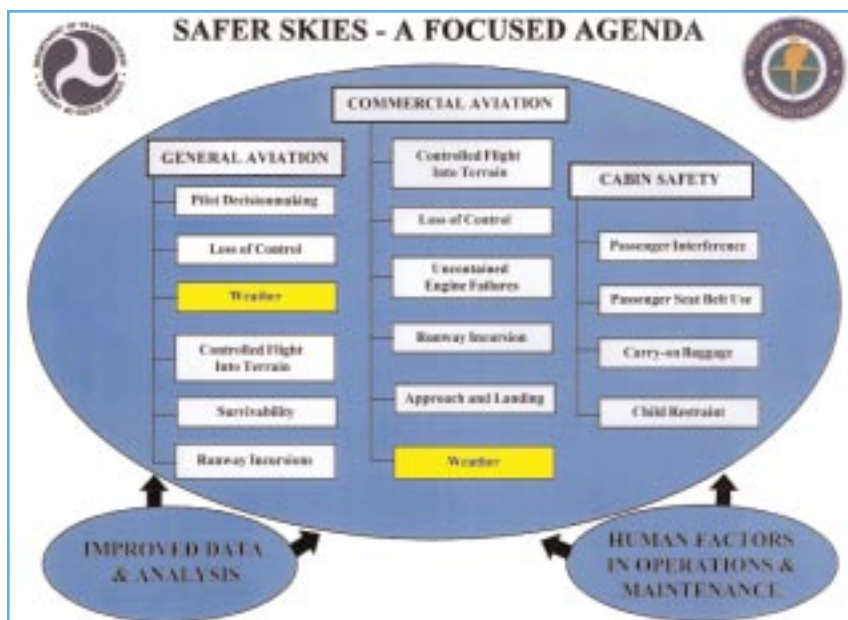 SAFER SKIES - A FOCUSED AGENDA
GENERAL AVIATION
Pilot Decisionmaking
Loss of Control
Weather
Controlled Flight
Into Terrain
Survivability
Runway Incursions
COMMERCIAL AVIATION
Controlled Flight
Into Terrain
Loss of Control
Uncontained
Engine Failures
Runway Incursion
Approach and Landing
Weather
CABIN SAFETY
Passenger Interference
Passenger Seat Belt Use
Carry-on Baggage
Child Restraint
IMPROVED DATA
& ANALYSIS
HUMAN FACTORS
IN OPERATIONS &
MAINTENANCE